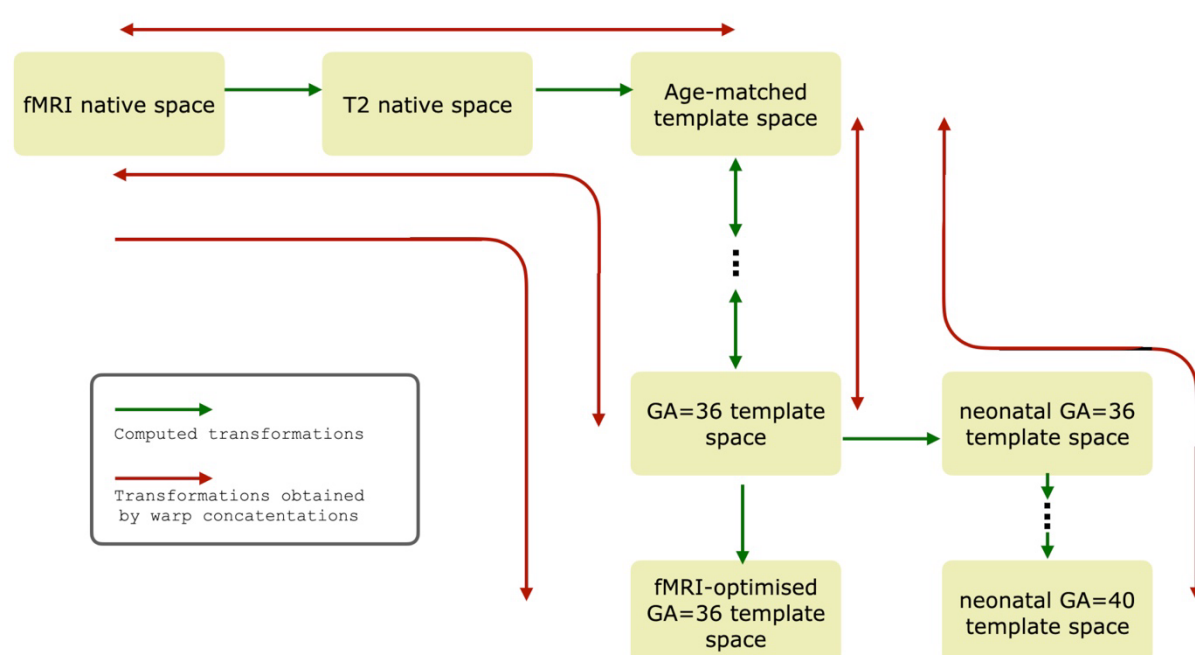 fMRI native space
T2 native space
Age-matched
template space
GA=36 template
space
neonatal GA=36
template space
Computed transformations
Transformations obtained
by warp concatentations
fMRI-optimised
GA=36 template
space
neonatal GA=40
template space